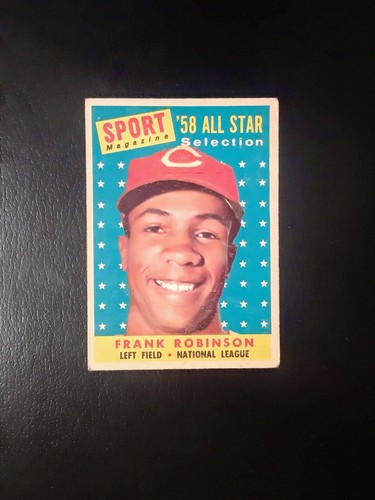 SPORT
Magazine
'58 ALL STAR
Selection
C
FRANK ROBINSON
LEFT FIELD • NATIONAL LEAGUE